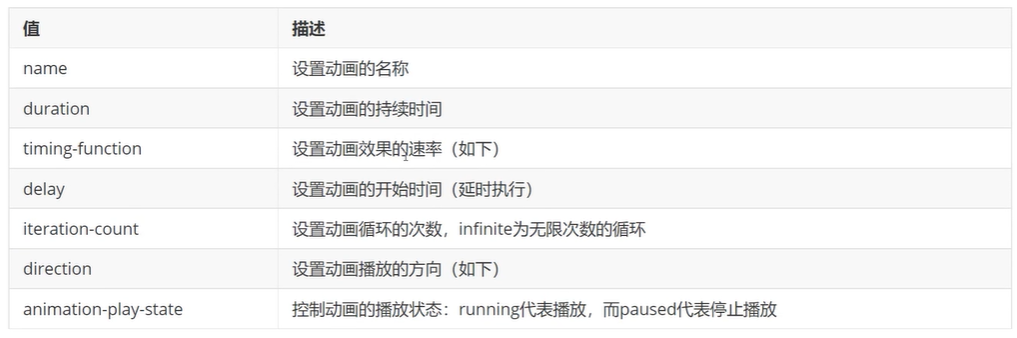 值 描述
name 设置动画的名称
duration 设置动画的持续时间
timing-function 设置动画效果的速率（如下）
delay 设置动画的开始时间（延时执行）
iteration-count 设置动画循环的次数，infinite为无限次数的循环
direction 设置动画播放的方向（如下）
animation-play-state 控制动画的播放状态：running代表播放，而paused代表停止播放